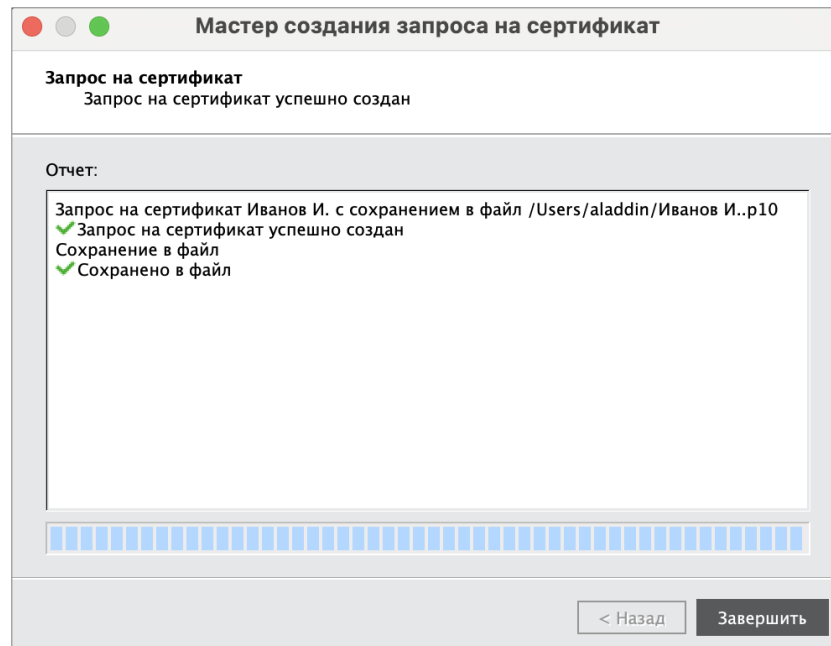 Мастер создания запроса на сертификат
Запрос на сертификат
Запрос на сертификат успешно создан
Отчет:
Запрос на сертификат Иванов И. с сохранением в файл /Users/aladdin/Иванов И..p10
Запрос на сертификат успешно создан
Сохранение в файл
Сохранено в файл
< Назад
Завершить